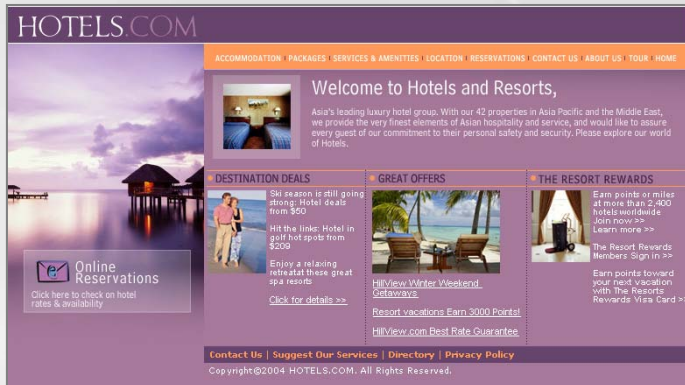 HOTELS.COM
ACCOMMODATION PACKAGES SERVICES & AMENITIES LOCATION RESERVATIONS CONTACT US ABOUT US TOUR HOME
Welcome to Hotels and Resorts,
Asia's leading luxury hotel group. With our 42 properties in Asia Pacific and the Middle East,
we provide the very finest elements of Asian hospitality and service, and would like to assure
every guest of our commitment to their personal safety and security. Please explore our world
of Hotels.
DESTINATION DEALS
Ski season is still going
strong: Hotel deals
from $50
Hit the links: Hotel in
golf hot spots from
$209
Enjoy a relaxing
retreatat these great
spa resorts
Click for details >>
GREAT OFFERS
HillView Winter Weekend
Getaways
Resort vacations Earn 3000 Points!
HillView.com Best Rate Guarantee
THE RESORT REWARDS
Earn points or miles
at more than 2,400
hotels worldwide
Join now >>
Learn more >>
The Resort Rewards
Members Sign in >>
Earn points toward
your next vacation
with The Resorts
Rewards Visa Card >>
Online
Reservations
Click here to check on hotel
rates & availability
Contact Us | Suggest Our Services | Directory | Privacy Policy
Copyright©2004 HOTELS.COM. All Rights Reserved.